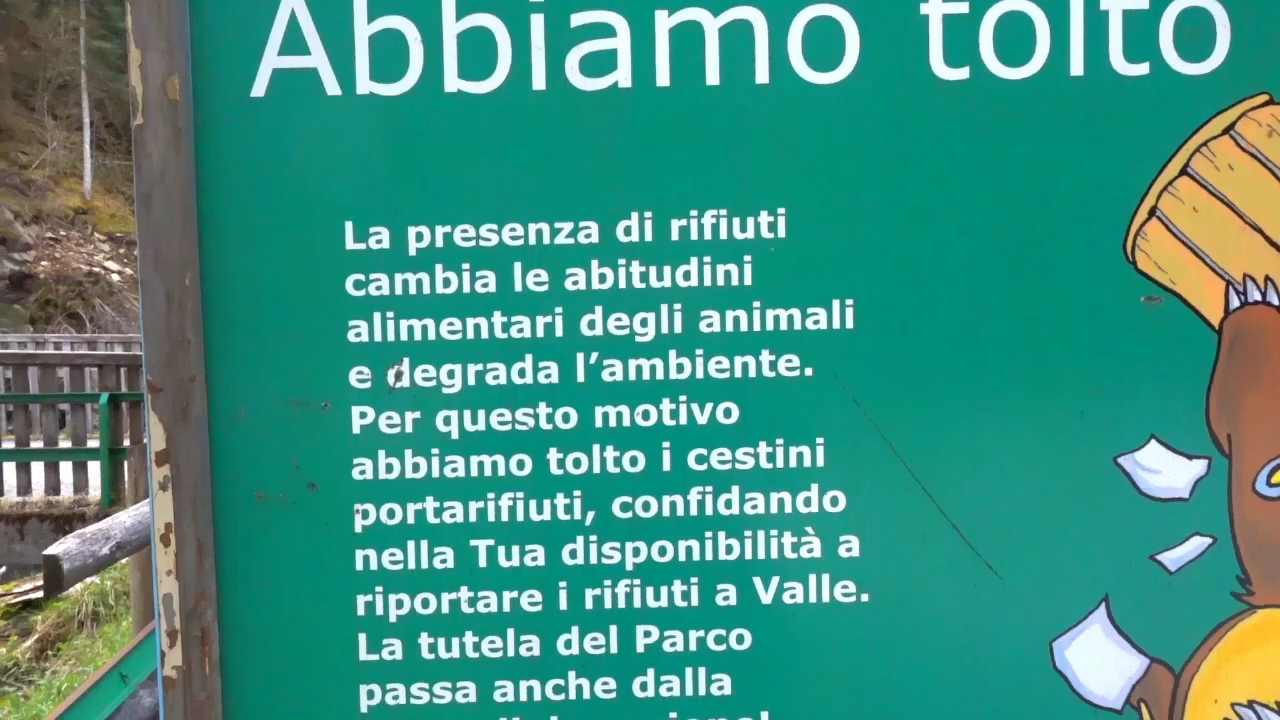 Abbiamo tolto
La presenza di rifiuti
cambia le abitudini
alimentari degli animali
e degrada l'ambiente.
Per questo motivo
abbiamo tolto i cestini
portarifiuti, confidando
nella Tua disponibilità a
riportare i rifiuti a Valle.
La tutela del Parco
passa anche dalla